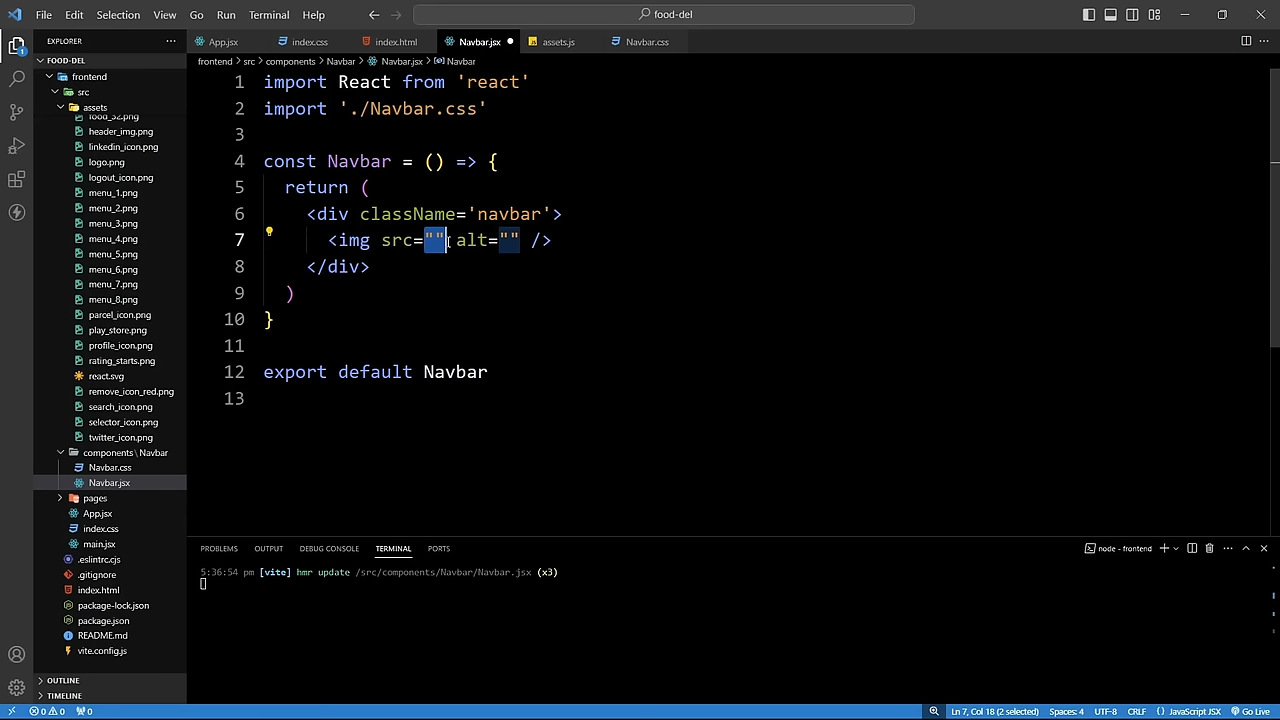 File Edit Selection View Go Run Terminal Help
food-del
EXPLORER
App.jsx
index.css
index.html
Navbar.jsx
assets.js
Navbar.css
FOOD-DEL
frontend > src > components > Navbar > Navbar.jsx > Navbar
frontend
src
assets
food_32.png
header_img.png
linkedin_icon.png
logo.png
logout_icon.png
menu_1.png
menu_2.png
menu_3.png
menu_4.png
menu_5.png
menu_6.png
menu_7.png
menu_8.png
parcel_icon.png
play_store.png
profile_icon.png
rating_starts.png
react.svg
remove_icon_red.png
search_icon.png
selector_icon.png
twitter_icon.png
components \ Navbar
Navbar.css
Navbar.jsx
pages
App.jsx
index.css
main.jsx
.eslintrc.cjs
.gitignore
index.html
package-lock.json
package.json
README.md
vite.config.js
OUTLINE
TIMELINE
1 import React from 'react'
2 import './Navbar.css'
3
4 const Navbar = () => {
5 return (
6 <div className='navbar'>
7 <img src="" alt="" />
8 </div>
9 )
10 }
11
12 export default Navbar
13
PROBLEMS OUTPUT DEBUG CONSOLE TERMINAL PORTS
node - frontend
5:36:54 pm [vite] hmr update /src/components/Navbar/Navbar.jsx (x3)
0 0 0
Ln 7, Col 18 (2 selected) Spaces: 4 UTF-8 CRLF {} JavaScript JSX Go Live